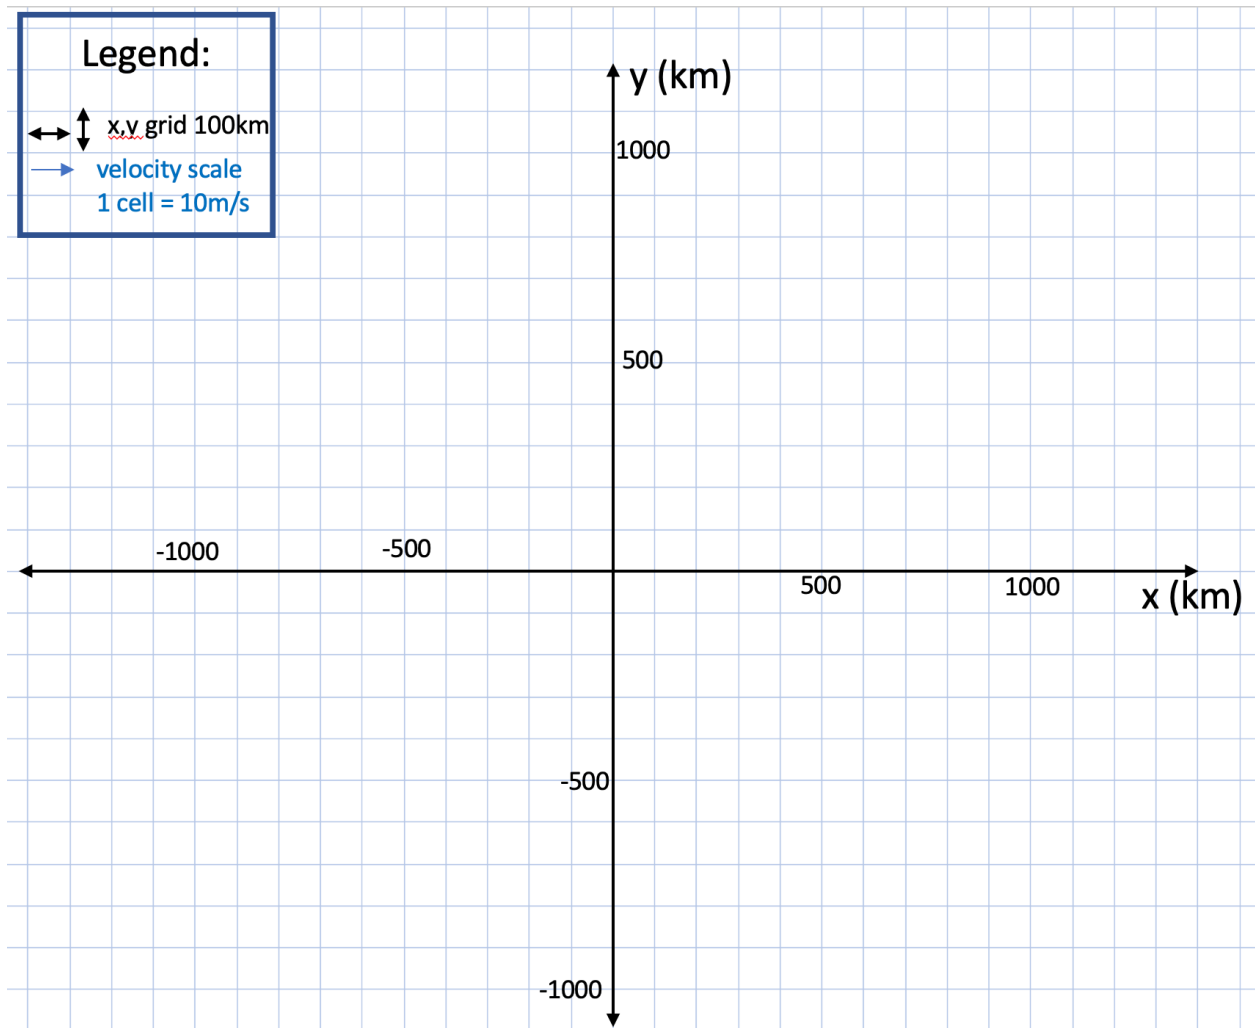 Legend:
x,y grid 100km
velocity scale
1 cell = 10m/s
y (km)
1000
500
-1000
-500
500
1000
x (km)
-500
-1000